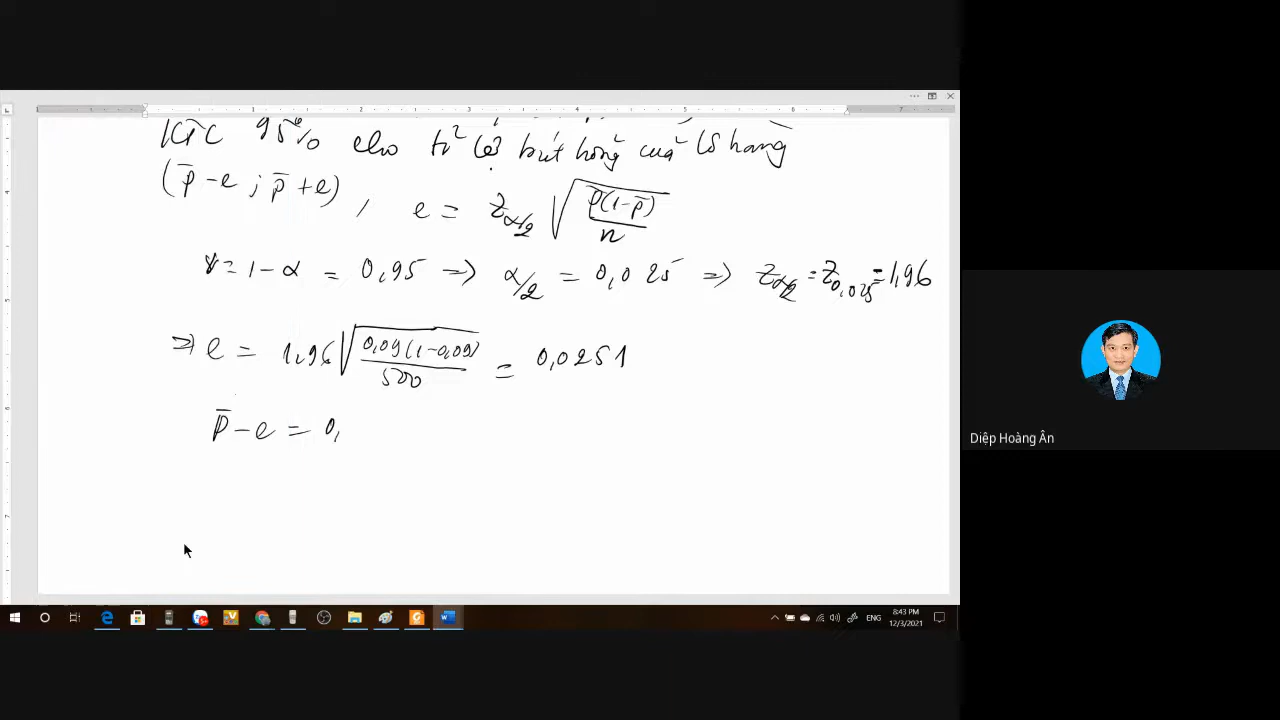 KTC 95% cho tỉ lệ bút hỏng của lô hàng
(p̄ - e ; p̄ + e) , e = z_{α/2} √(p̄(1-p̄)/n)
γ = 1 - α = 0,95 => α/2 = 0,025 => z_{α/2} = z_{0,025} = 1,96
=> e = 1,96 √(0,09(1-0,09)/500) = 0,0251
p̄ - e = 0,
Diệp Hoàng Ân
ENG
8:43 PM
12/3/2021